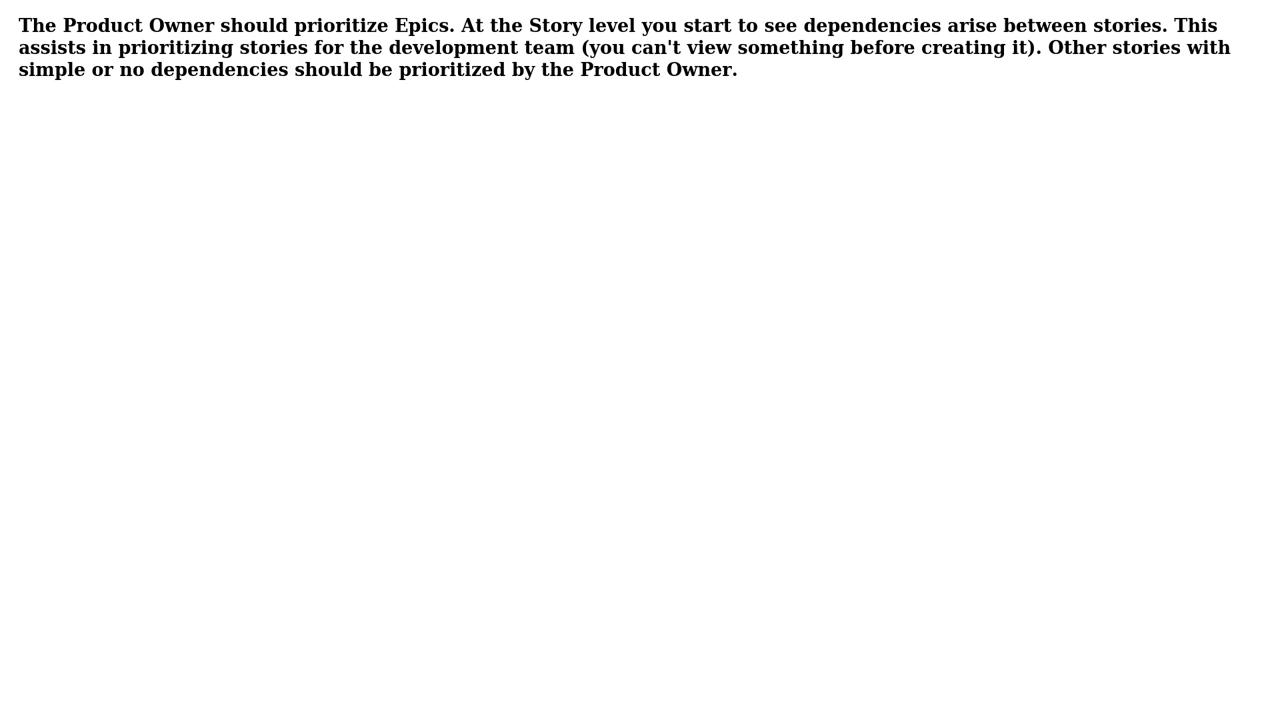 The Product Owner should prioritize Epics. At the Story level you start to see dependencies arise between stories. This
assists in prioritizing stories for the development team (you can't view something before creating it). Other stories with
simple or no dependencies should be prioritized by the Product Owner.